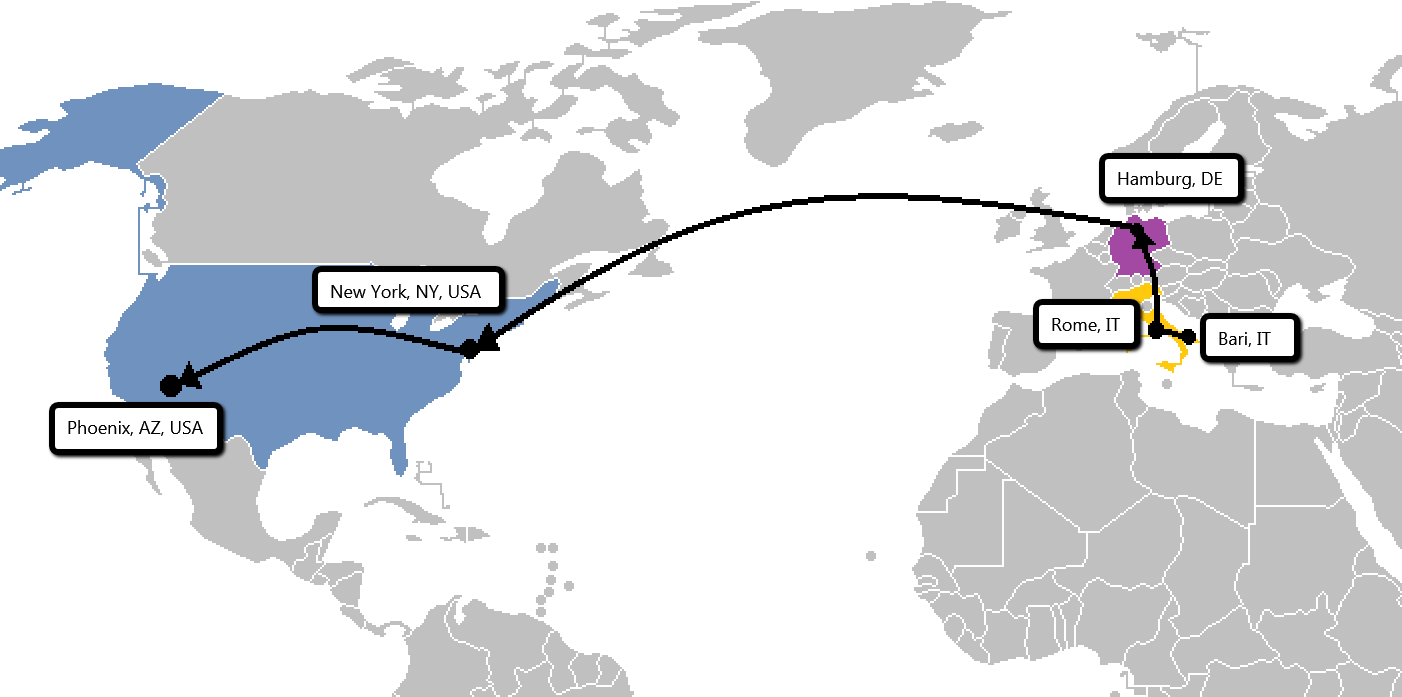 Hamburg, DE
New York, NY, USA
Rome, IT
Bari, IT
Phoenix, AZ, USA